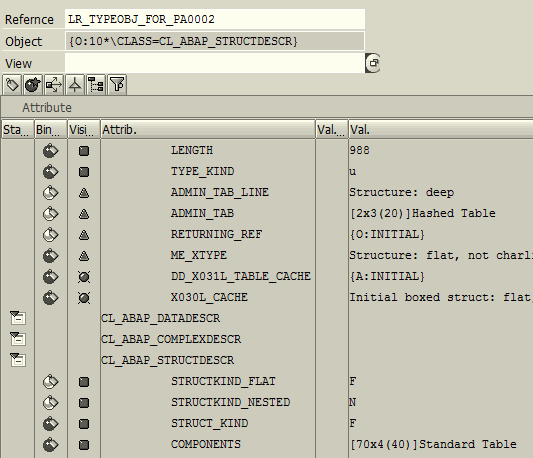 Refernce LR_TYPEOBJ_FOR_PA0002
Object {O:10*\CLASS=CL_ABAP_STRUCTDESCR}
View
Attribute
Sta... Bin... Visi... Attrib. Val... Val.
LENGTH 988
TYPE_KIND u
ADMIN_TAB_LINE Structure: deep
ADMIN_TAB [2x3(20)]Hashed Table
RETURNING_REF {O:INITIAL}
ME_XTYPE Structure: flat, not charli
DD_X031L_TABLE_CACHE {A:INITIAL}
X030L_CACHE Initial boxed struct: flat,
CL_ABAP_DATADESCR
CL_ABAP_COMPLEXDESCR
CL_ABAP_STRUCTDESCR
STRUCTKIND_FLAT F
STRUCTKIND_NESTED N
STRUCT_KIND F
COMPONENTS [70x4(40)]Standard Table